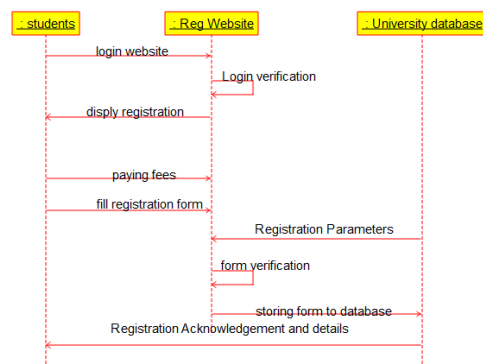 : students
: Reg Website
: University database
login website
Login verification
disply registration
paying fees
fill registration form
Registration Parameters
form verification
storing form to database
Registration Acknowledgement and details